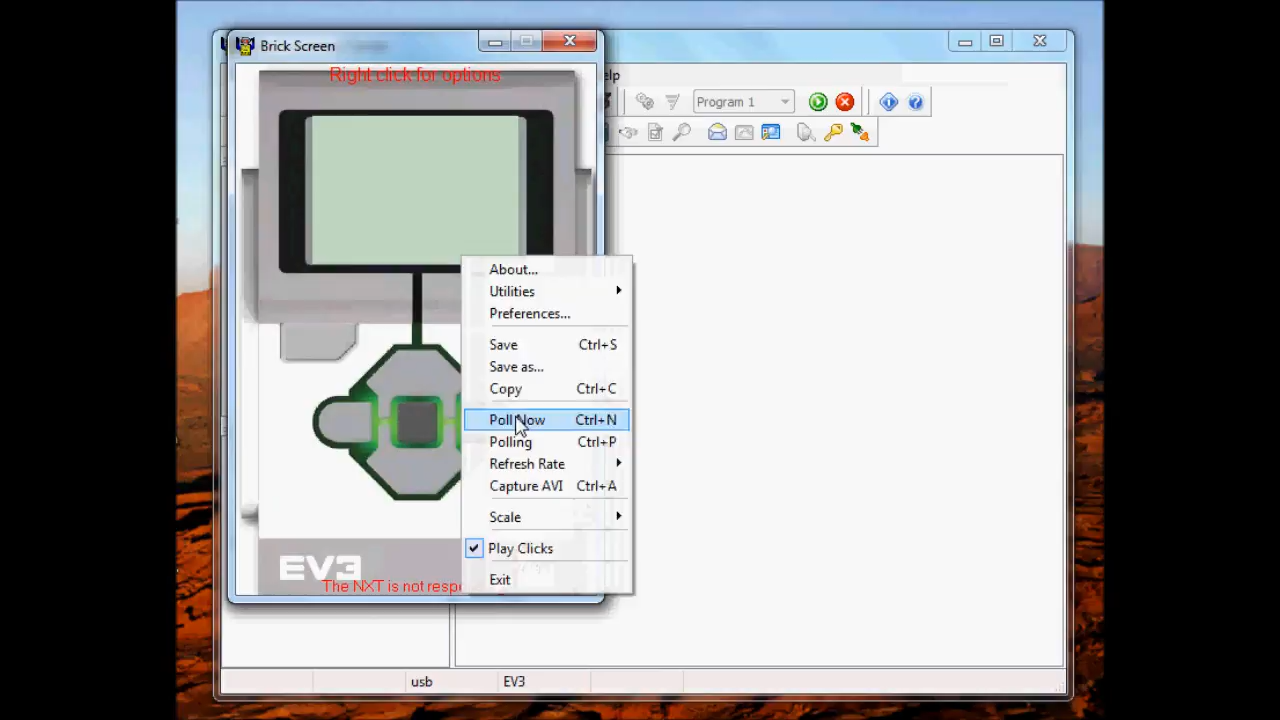 Brick Screen
Right click for options
elp
Program 1
About...
Utilities
Preferences...
Save Ctrl+S
Save as...
Copy Ctrl+C
Poll Now Ctrl+N
Polling Ctrl+P
Refresh Rate
Capture AVI Ctrl+A
Scale
Play Clicks
Exit
EV3
The NXT is not resp
usb EV3